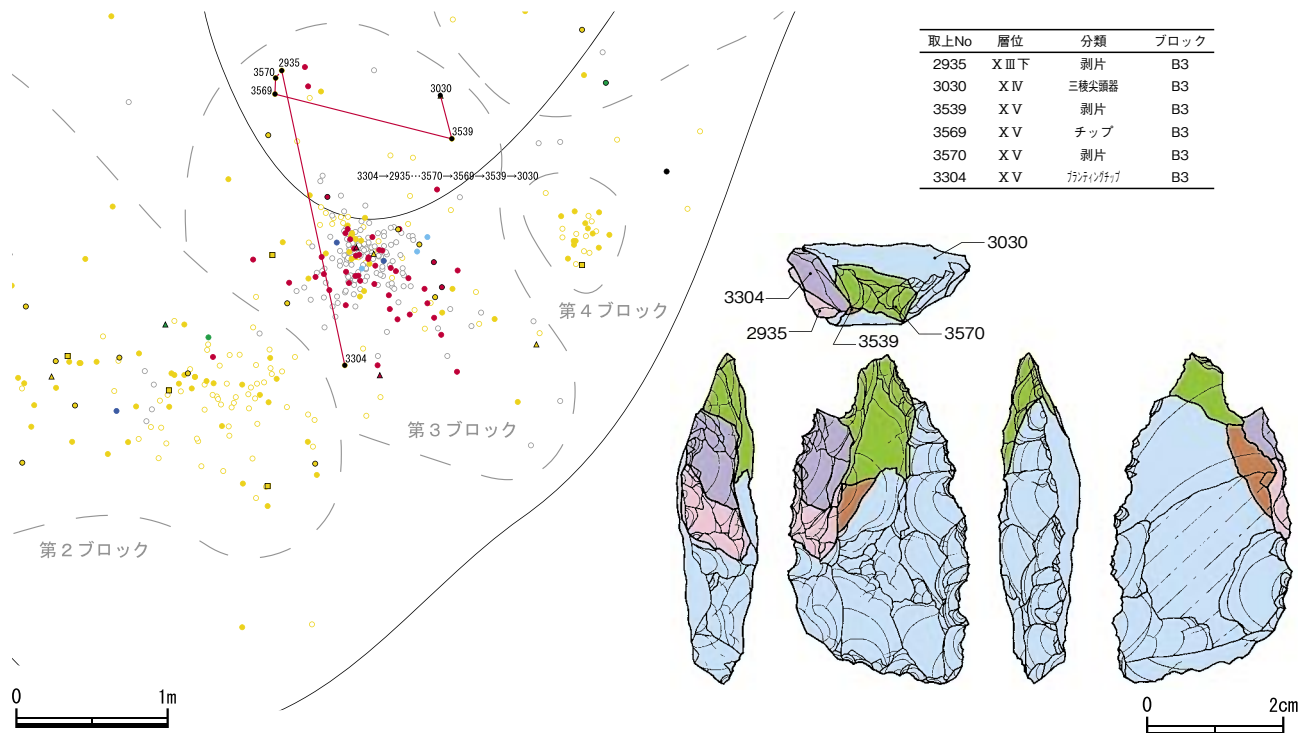 2935
3570
3569
3030
3539
3304→2935…3570→3569→3539→3030
第4ブロック
3304
第3ブロック
第2ブロック
0 1m
取上No 層位 分類 ブロック
2935 XⅢ下 剥片 B3
3030 XⅣ 三稜尖頭器 B3
3539 XⅤ 剥片 B3
3569 XⅤ チップ B3
3570 XⅤ 剥片 B3
3304 XⅤ ブランティングチップ B3
3030
3304
2935
3539
3570
0 2cm